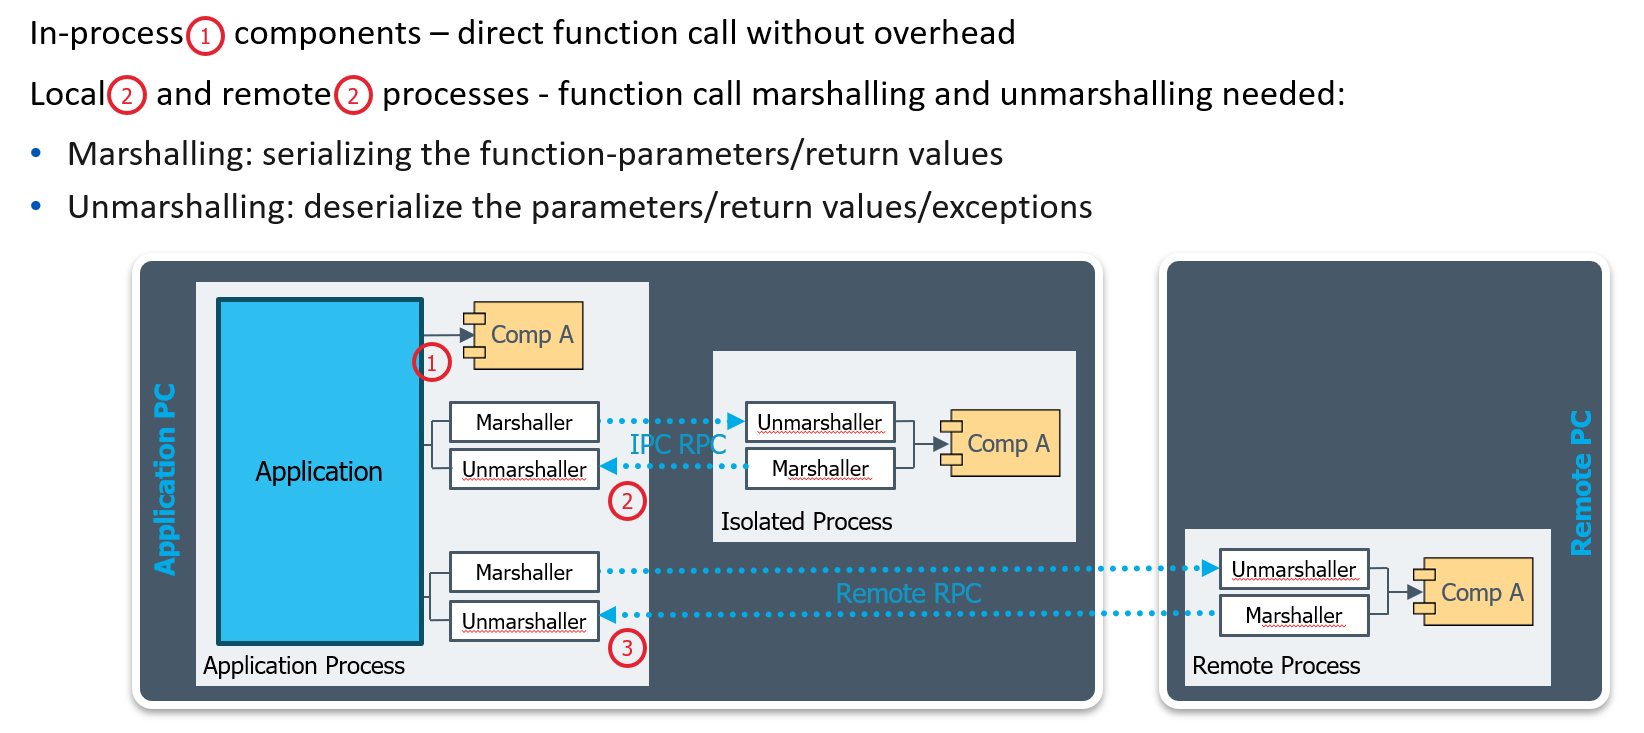 In-process 1 components – direct function call without overhead
Local 2 and remote 2 processes - function call marshalling and unmarshalling needed:
• Marshalling: serializing the function-parameters/return values
• Unmarshalling: deserialize the parameters/return values/exceptions
Application PC
Application
Comp A
1
Marshaller
Unmarshaller
IPC RPC
2
Unmarshaller
Marshaller
Comp A
Isolated Process
Marshaller
Unmarshaller
Remote RPC
3
Application Process
Remote PC
Unmarshaller
Marshaller
Comp A
Remote Process